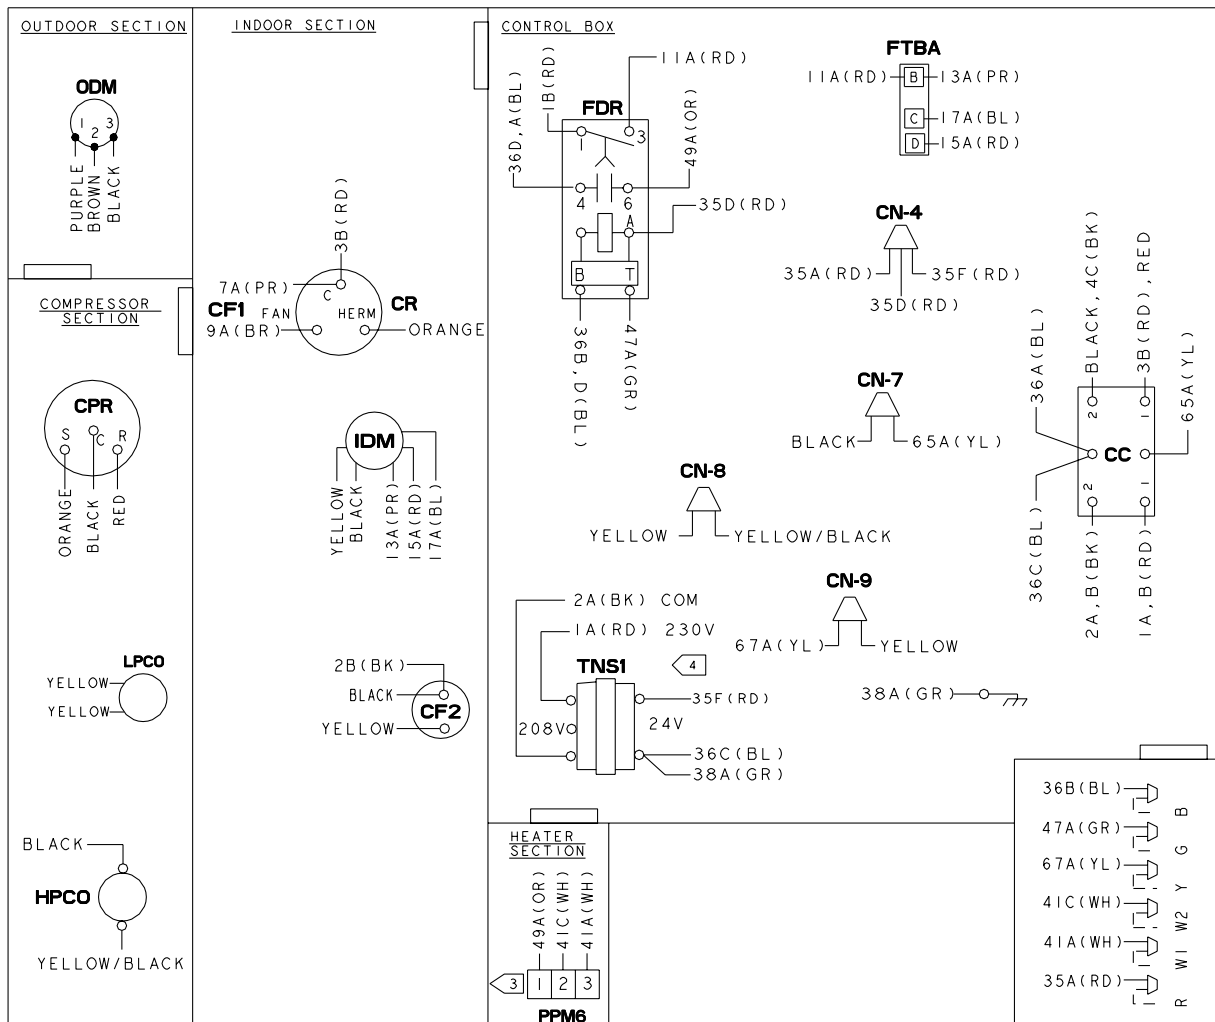 OUTDOOR SECTION
ODM
1 2 3
PURPLE
BROWN
BLACK
COMPRESSOR
SECTION
CPR
S C R
ORANGE
BLACK
RED
LPCO
YELLOW
YELLOW
BLACK
HPCO
YELLOW/BLACK
INDOOR SECTION
3B(RD)
7A(PR)
C
CF1 FAN HERM CR
9A(BR)
ORANGE
IDM
YELLOW
BLACK
13A(PR)
15A(RD)
17A(BL)
2B(BK)
BLACK
CF2
YELLOW
CONTROL BOX
36D,A(BL)
1B(RD)
11A(RD)
FDR
1 3
49A(OR)
4 6
A
35D(RD)
B T
36B,D(BL)
47A(GR)
FTBA
11A(RD) B 13A(PR)
C 17A(BL)
D 15A(RD)
CN-4
35A(RD) 35F(RD)
35D(RD)
CN-7
BLACK 65A(YL)
CN-8
YELLOW YELLOW/BLACK
CN-9
67A(YL) YELLOW
36A(BL)
BLACK,4C(BK)
3B(RD),RED
65A(YL)
2 1
CC
2 1
36C(BL)
2A,B(BK)
1A,B(RD)
2A(BK) COM
1A(RD) 230V
TNS1
4
35F(RD)
208V 24V
36C(BL)
38A(GR)
38A(GR)
HEATER
SECTION
49A(OR)
41C(WH)
41A(WH)
3 1 2 3
PPM6
36B(BL) B
47A(GR) G
67A(YL) Y
41C(WH) W2
41A(WH) W1
35A(RD) R